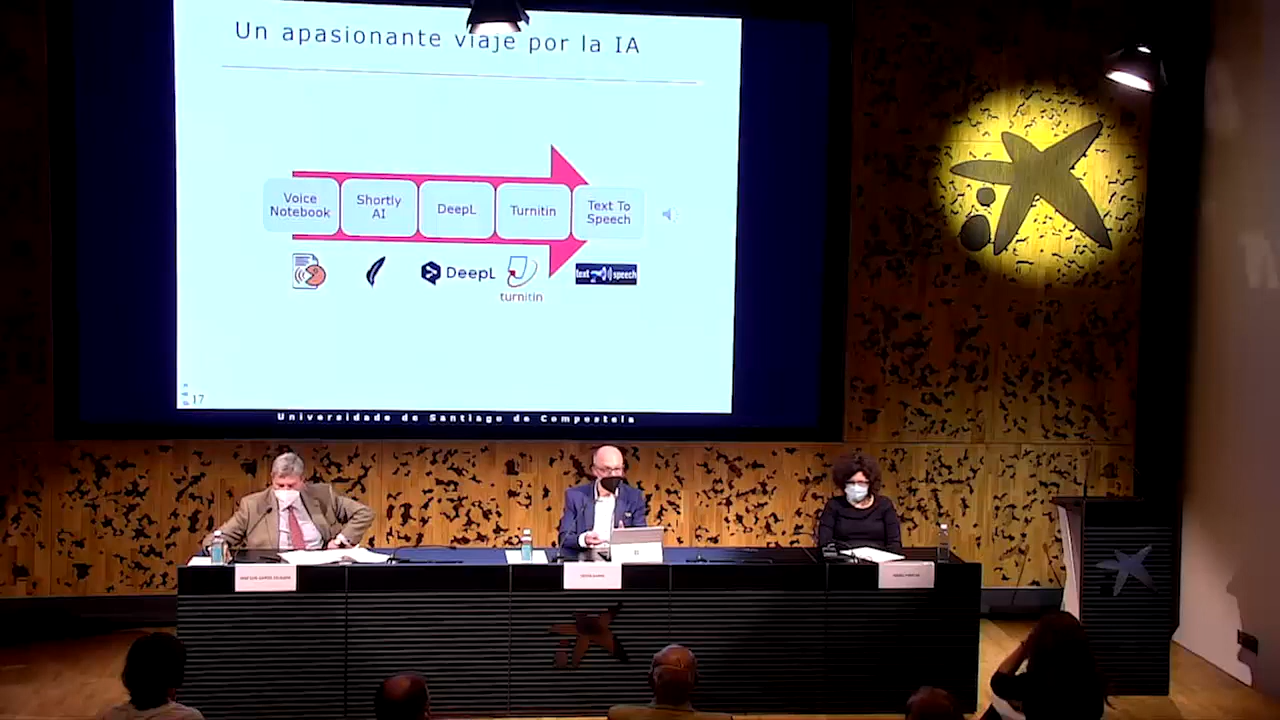 Un apasionante viaje por la IA
Voice
Notebook
Shortly
AI
DeepL
Turnitin
Text To
Speech
DeepL
turnitin
text speech
17
Universidade de Santiago de Compostela